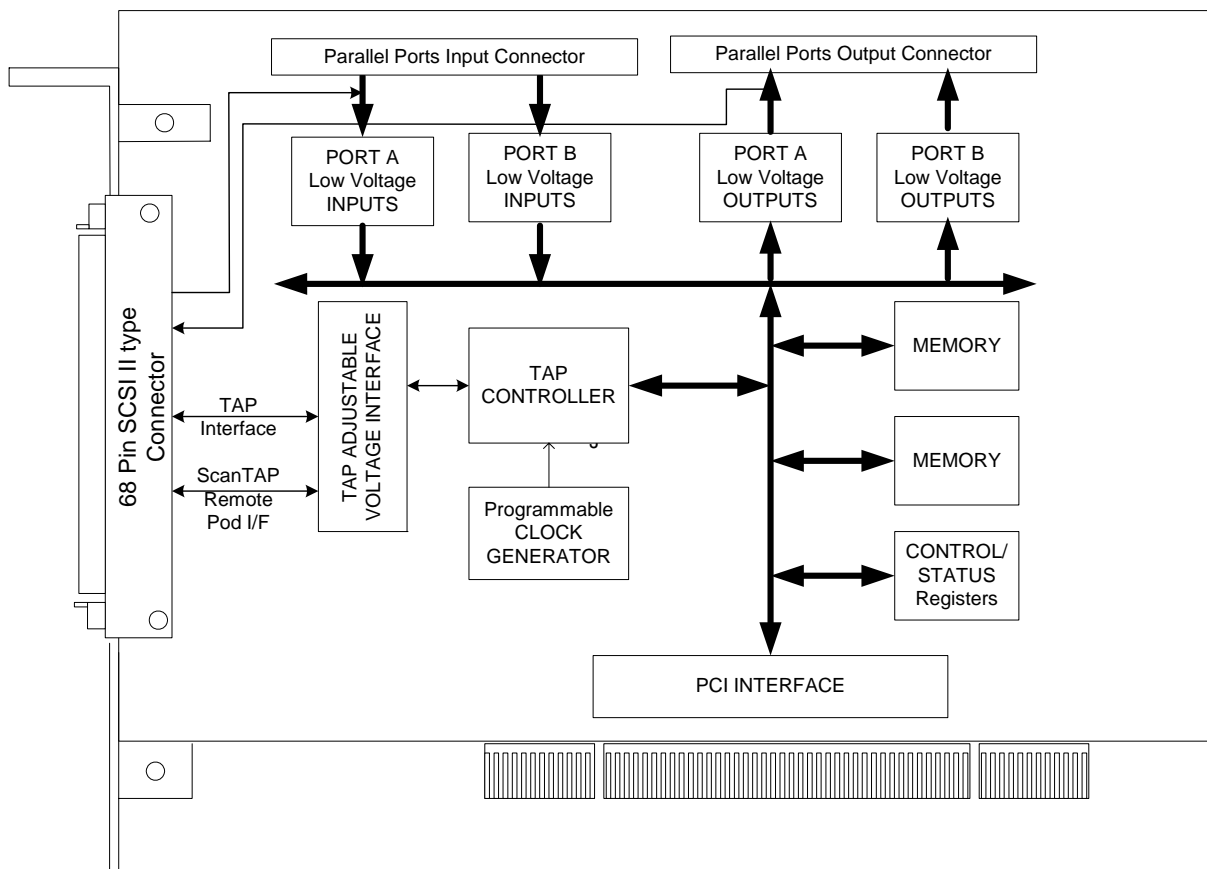 Parallel Ports Input Connector
Parallel Ports Output Connector
PORT A
Low Voltage
INPUTS
PORT B
Low Voltage
INPUTS
PORT A
Low Voltage
OUTPUTS
PORT B
Low Voltage
OUTPUTS
68 Pin SCSI II type
Connector
TAP
Interface
ScanTAP
Remote
Pod I/F
TAP ADJUSTABLE
VOLTAGE INTERFACE
TAP
CONTROLLER
Programmable
CLOCK
GENERATOR
MEMORY
MEMORY
CONTROL/
STATUS
Registers
PCI INTERFACE